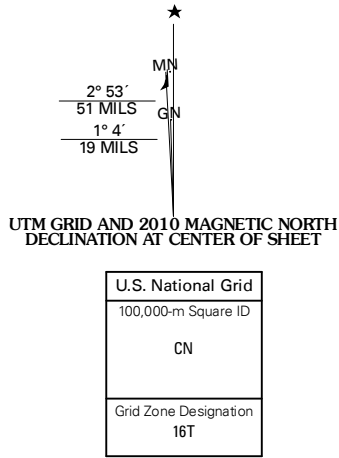 ★
MN
2° 53´
51 MILS
GN
1° 4´
19 MILS
UTM GRID AND 2010 MAGNETIC NORTH
DECLINATION AT CENTER OF SHEET
U.S. National Grid
100,000-m Square ID
CN
Grid Zone Designation
16T